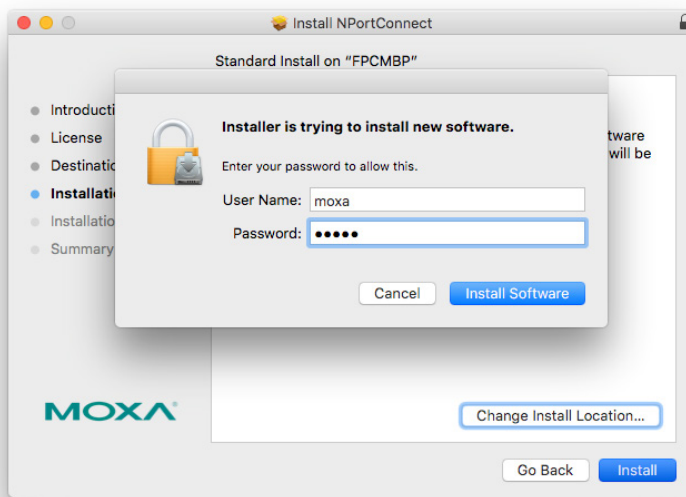 Install NPortConnect
Standard Install on "FPCMBP"
Introducti
License
Destinatio
Installatio
Installatio
Summary
tware
will be
Installer is trying to install new software.
Enter your password to allow this.
User Name: moxa
Password: •••••
Cancel
Install Software
MOXA
Change Install Location...
Go Back
Install